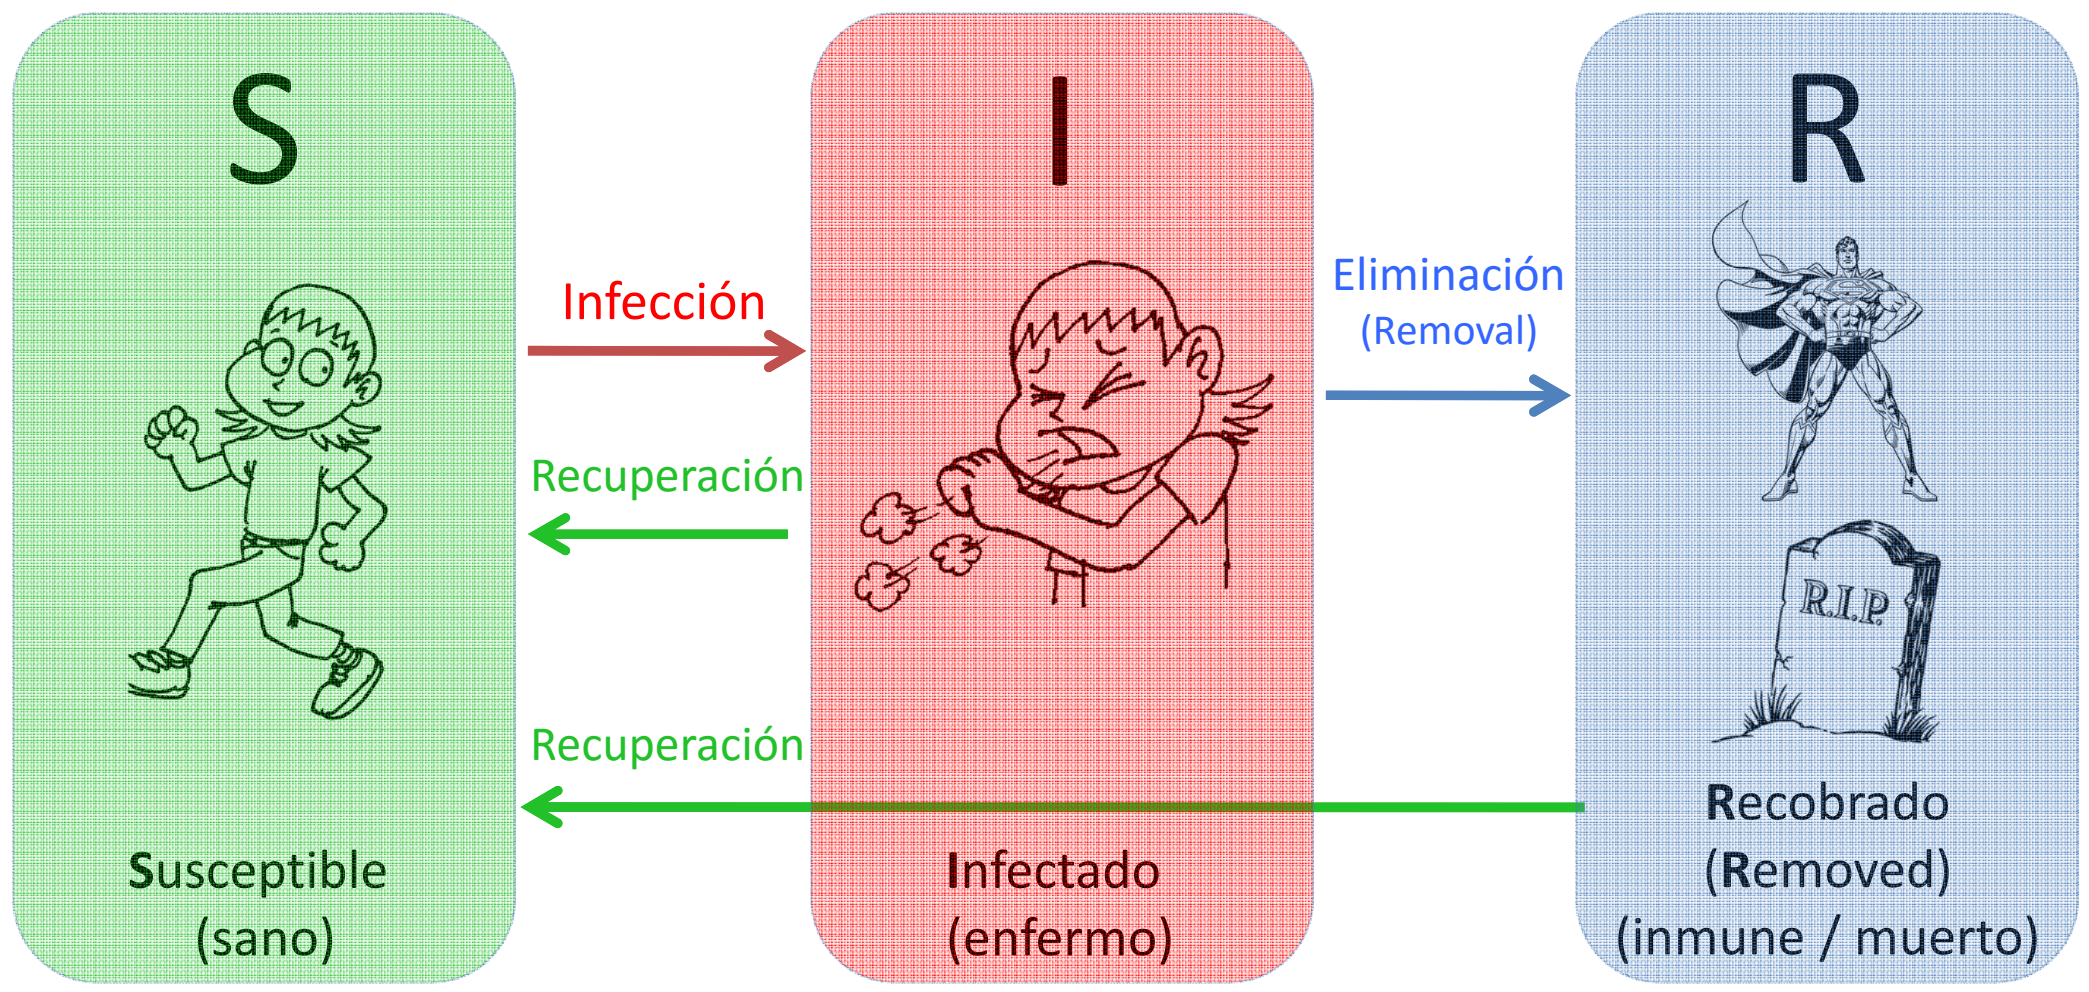 S
I
R
Infección
Eliminación
(Removal)
Recuperación
R.I.P.
Recuperación
Susceptible
(sano)
Infectado
(enfermo)
Recobrado
(Removed)
(inmune / muerto)